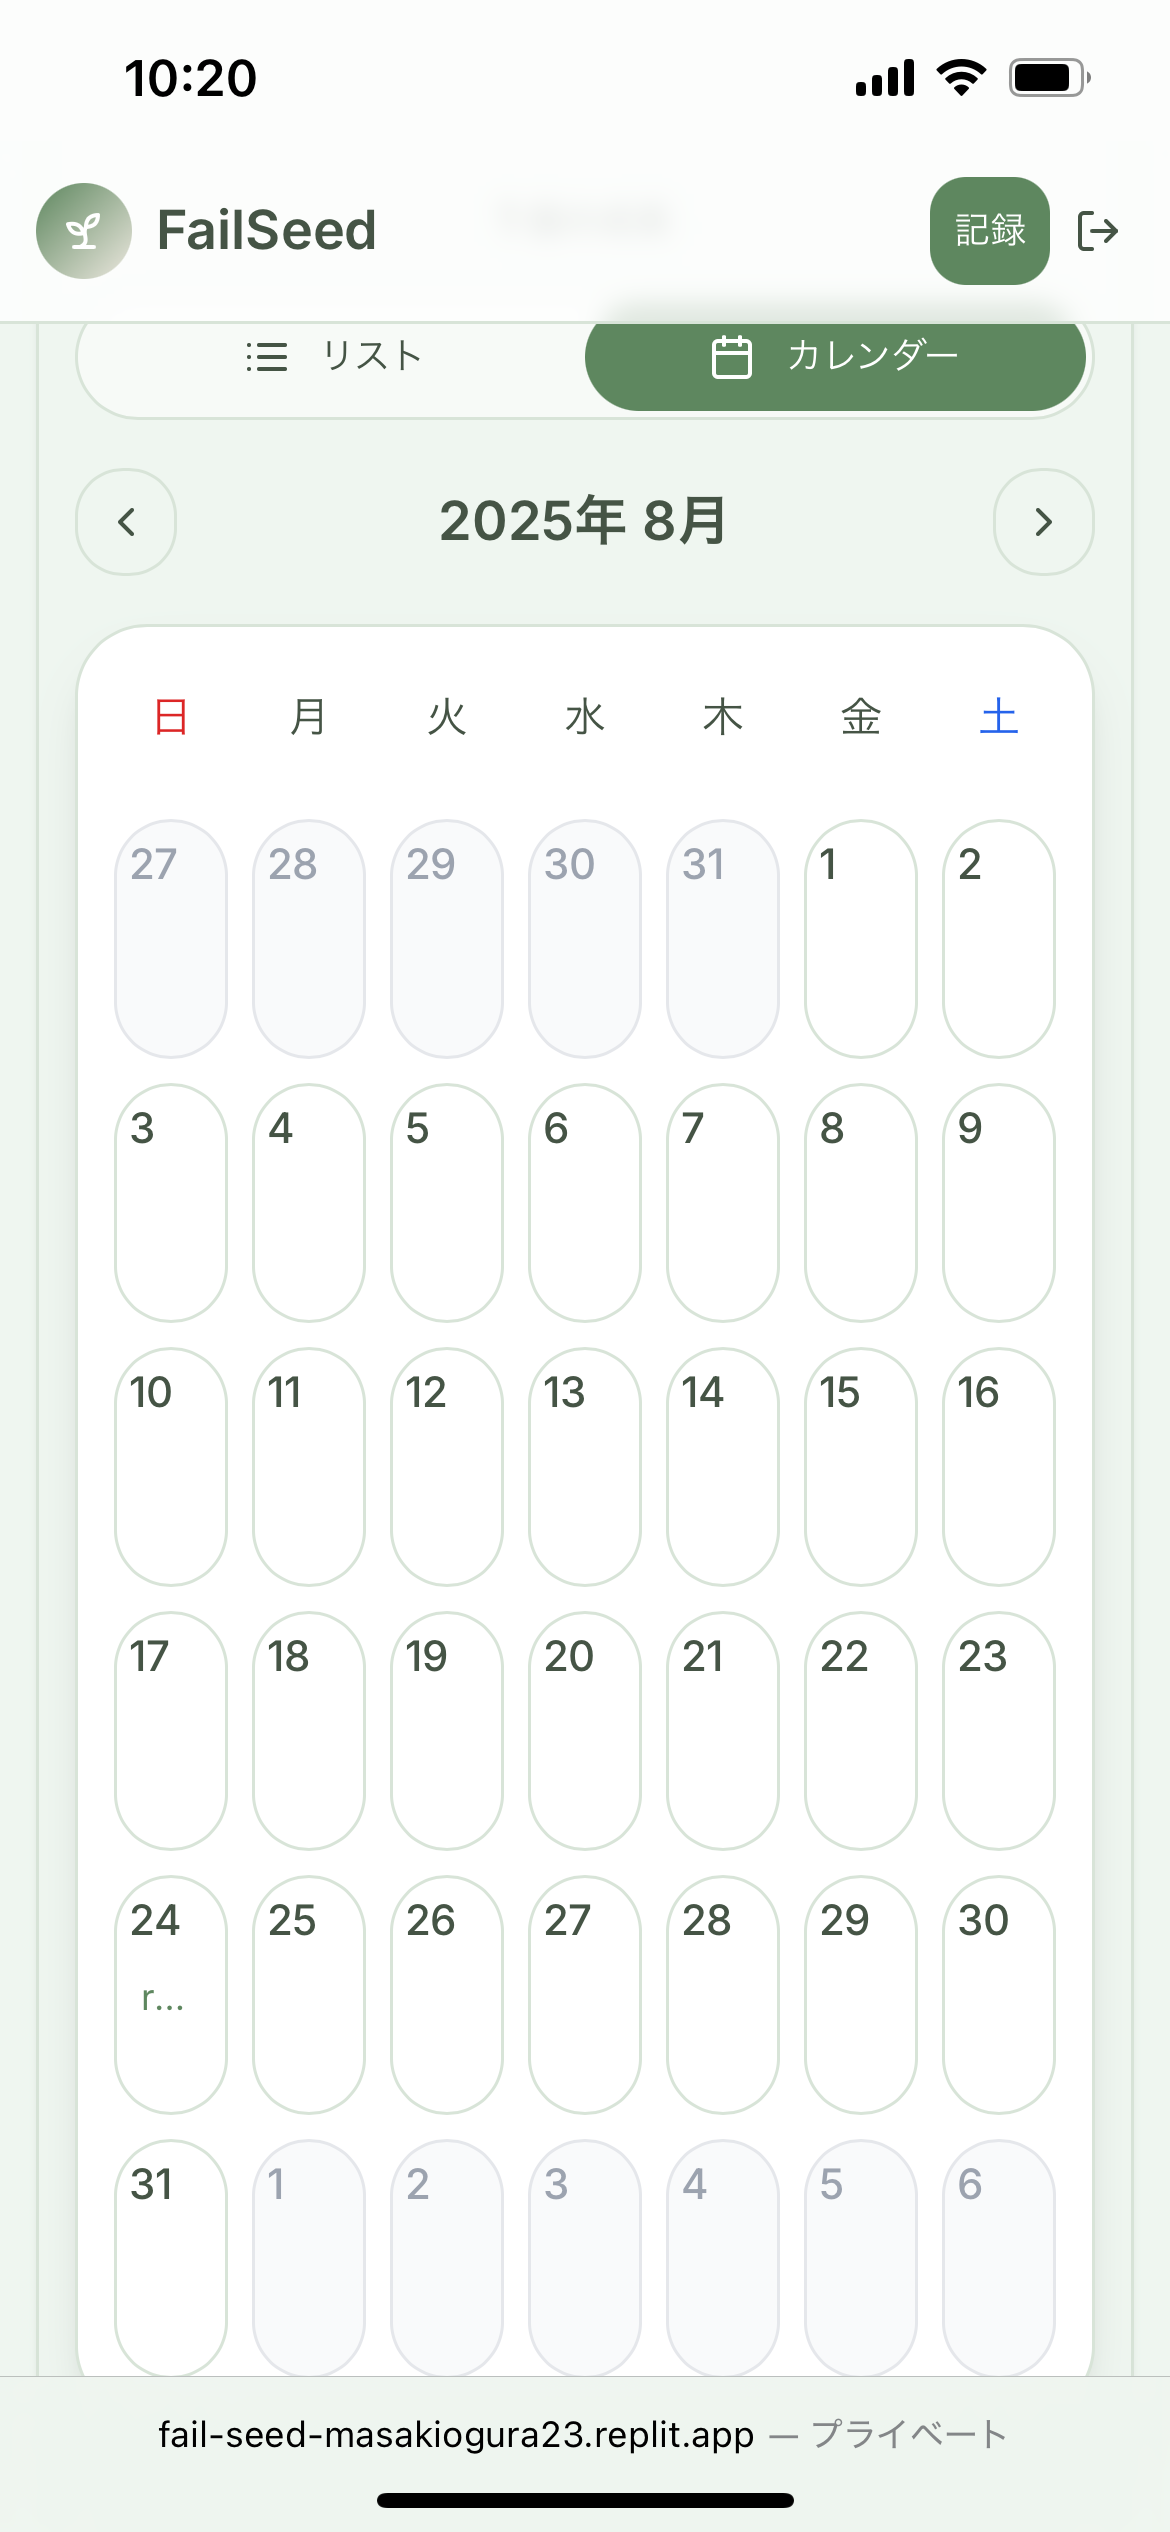 10:20
FailSeed
記録
リスト
カレンダー
2025年 8月
日 月 火 水 木 金 土
27 28 29 30 31 1 2
3 4 5 6 7 8 9
10 11 12 13 14 15 16
17 18 19 20 21 22 23
24 25 26 27 28 29 30
r...
31 1 2 3 4 5 6
fail-seed-masakiogura23.replit.app — プライベート